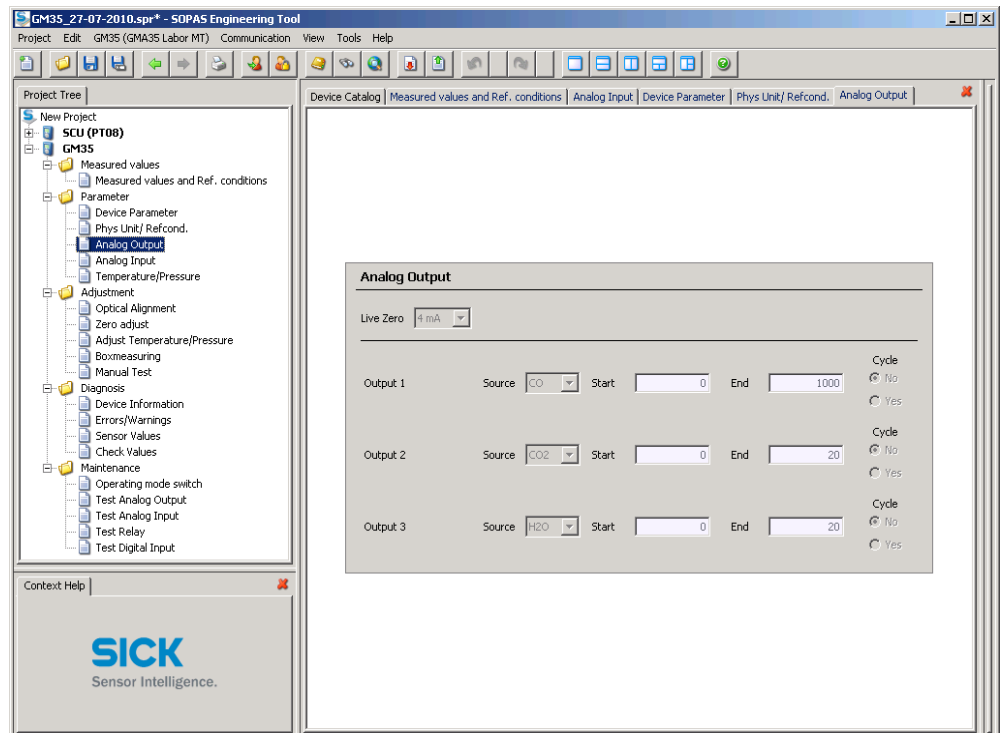 GM35_27-07-2010.spr* - SOPAS Engineering Tool
Project Edit GM35 (GMA35 Labor MT) Communication View Tools Help
Project Tree
New Project
SCU (PT08)
GM35
Measured values
Measured values and Ref. conditions
Parameter
Device Parameter
Phys Unit/ Refcond.
Analog Output
Analog Input
Temperature/Pressure
Adjustment
Optical Alignment
Zero adjust
Adjust Temperature/Pressure
Boxmeasuring
Manual Test
Diagnosis
Device Information
Errors/Warnings
Sensor Values
Check Values
Maintenance
Operating mode switch
Test Analog Output
Test Analog Input
Test Relay
Test Digital Input
Context Help
SICK
Sensor Intelligence.
Device Catalog Measured values and Ref. conditions Analog Input Device Parameter Phys Unit/ Refcond. Analog Output
Analog Output
Live Zero 4 mA
Cycle
Output 1 Source CO Start 0 End 1000 No
Yes
Cycle
Output 2 Source CO2 Start 0 End 20 No
Yes
Cycle
Output 3 Source H2O Start 0 End 20 No
Yes